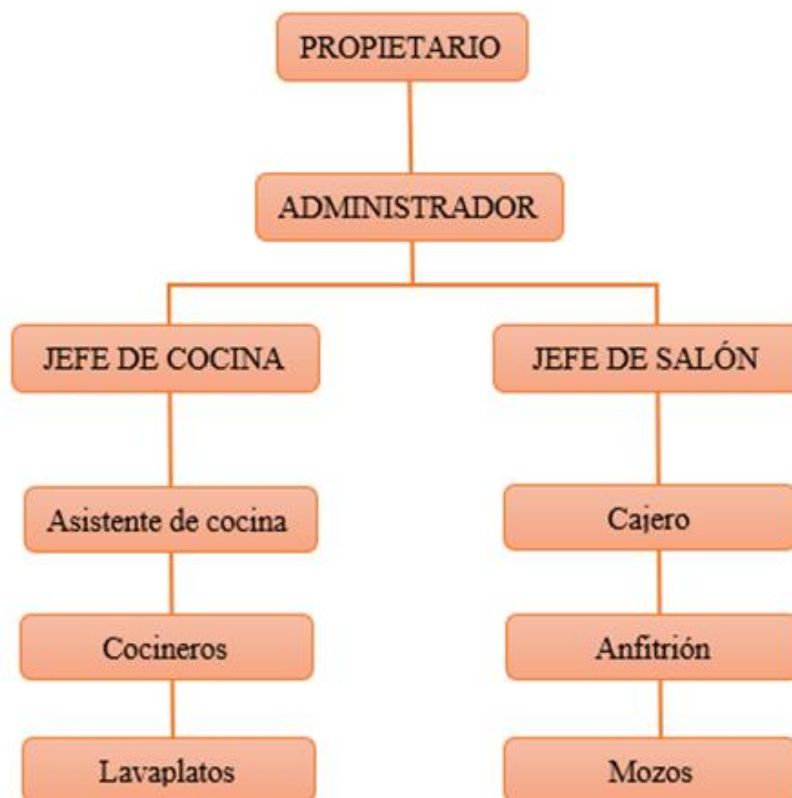 PROPIETARIO
ADMINISTRADOR
JEFE DE COCINA
JEFE DE SALÓN
Asistente de cocina
Cajero
Cocineros
Anfitrión
Lavaplatos
Mozos